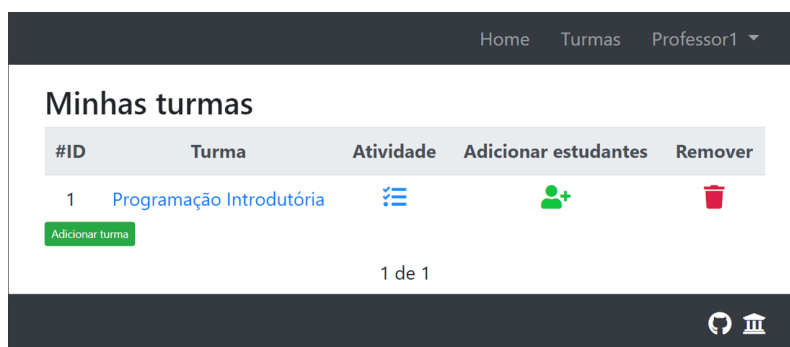 Home Turmas Professor1
Minhas turmas
#ID Turma Atividade Adicionar estudantes Remover
1 Programação Introdutória
Adicionar turma
1 de 1